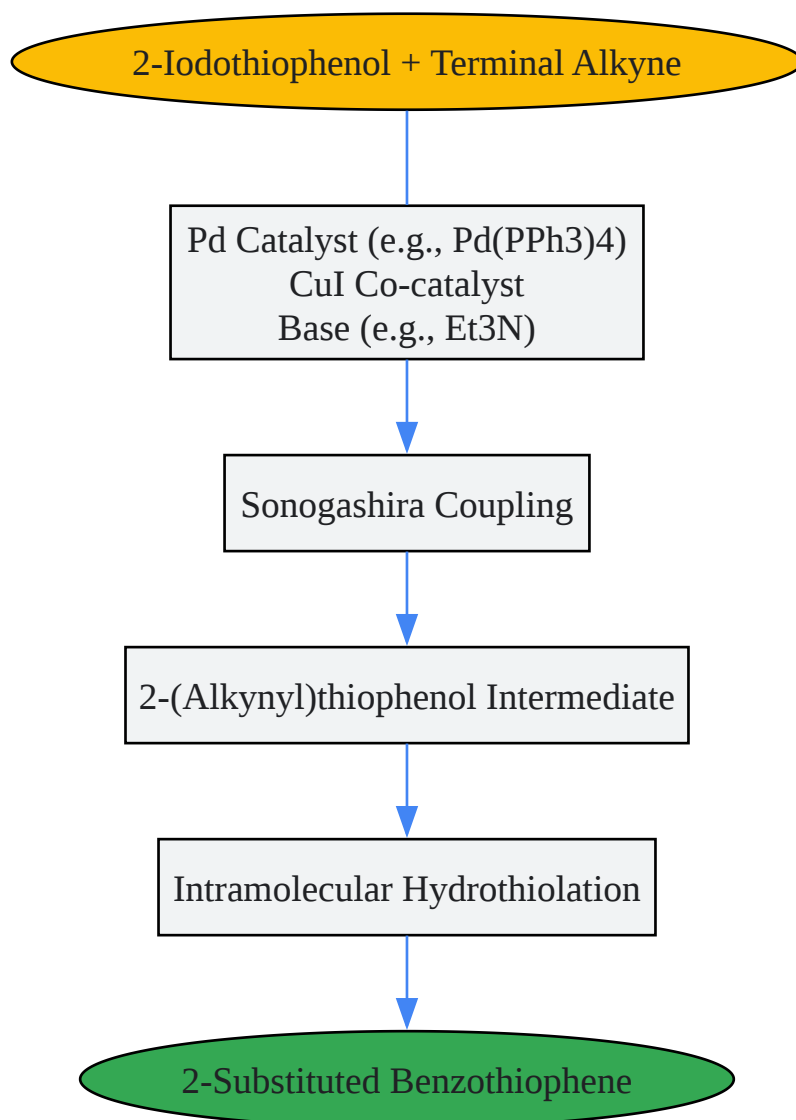 2-Iodothiophenol + Terminal Alkyne
Pd Catalyst (e.g., Pd(PPh3)4)
CuI Co-catalyst
Base (e.g., Et3N)
Sonogashira Coupling
2-(Alkynyl)thiophenol Intermediate
Intramolecular Hydrothiolation
2-Substituted Benzothiophene